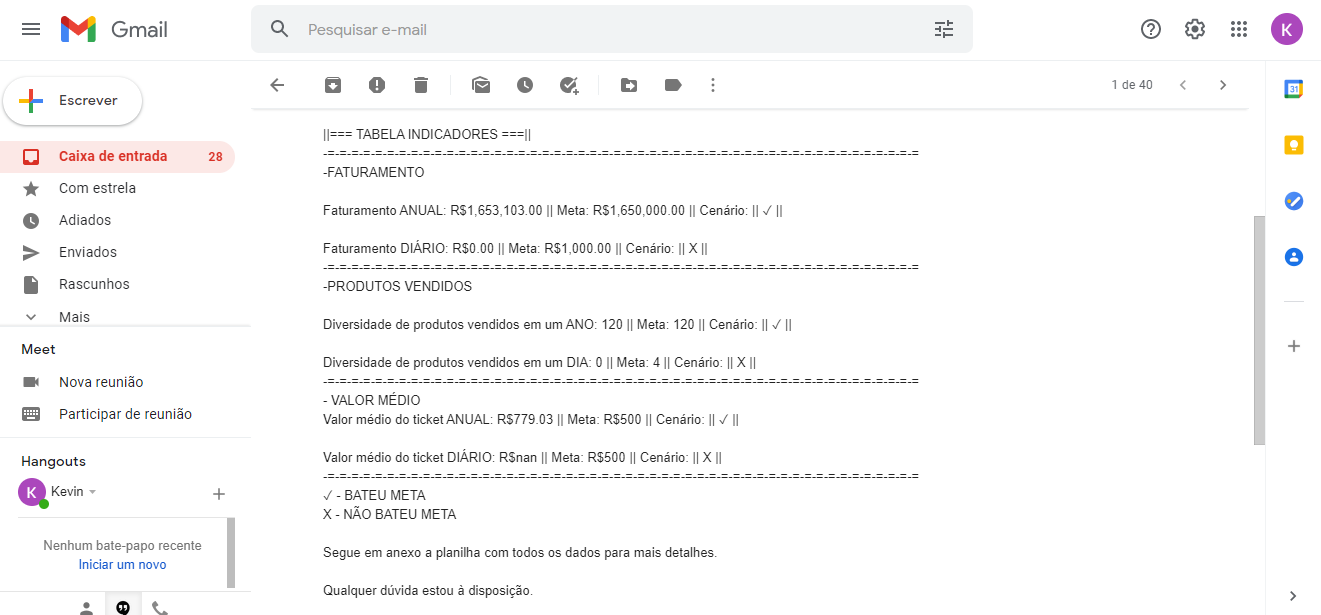 Gmail
Pesquisar e-mail
K
Escrever
1 de 40
31
Caixa de entrada 28
Com estrela
Adiados
Enviados
Rascunhos
Mais
Meet
Nova reunião
Participar de reunião
Hangouts
K Kevin
Nenhum bate-papo recente
Iniciar um novo
||=== TABELA INDICADORES ===||
-=-=-=-=-=-=-=-=-=-=-=-=-=-=-=-=-=-=-=-=-=-=-=-=-=-=-=-=-=-=-=-=-=-=-=-=-=-=-=-=-=-=-=-=-=-=-=-=-=-=
-FATURAMENTO
Faturamento ANUAL: R$1,653,103.00 || Meta: R$1,650,000.00 || Cenário: || ✓ ||
Faturamento DIÁRIO: R$0.00 || Meta: R$1,000.00 || Cenário: || X ||
-=-=-=-=-=-=-=-=-=-=-=-=-=-=-=-=-=-=-=-=-=-=-=-=-=-=-=-=-=-=-=-=-=-=-=-=-=-=-=-=-=-=-=-=-=-=-=-=-=-=
-PRODUTOS VENDIDOS
Diversidade de produtos vendidos em um ANO: 120 || Meta: 120 || Cenário: || ✓ ||
Diversidade de produtos vendidos em um DIA: 0 || Meta: 4 || Cenário: || X ||
-=-=-=-=-=-=-=-=-=-=-=-=-=-=-=-=-=-=-=-=-=-=-=-=-=-=-=-=-=-=-=-=-=-=-=-=-=-=-=-=-=-=-=-=-=-=-=-=-=-=
- VALOR MÉDIO
Valor médio do ticket ANUAL: R$779.03 || Meta: R$500 || Cenário: || ✓ ||
Valor médio do ticket DIÁRIO: R$nan || Meta: R$500 || Cenário: || X ||
-=-=-=-=-=-=-=-=-=-=-=-=-=-=-=-=-=-=-=-=-=-=-=-=-=-=-=-=-=-=-=-=-=-=-=-=-=-=-=-=-=-=-=-=-=-=-=-=-=-=
✓ - BATEU META
X - NÃO BATEU META
Segue em anexo a planilha com todos os dados para mais detalhes.
Qualquer dúvida estou à disposição.